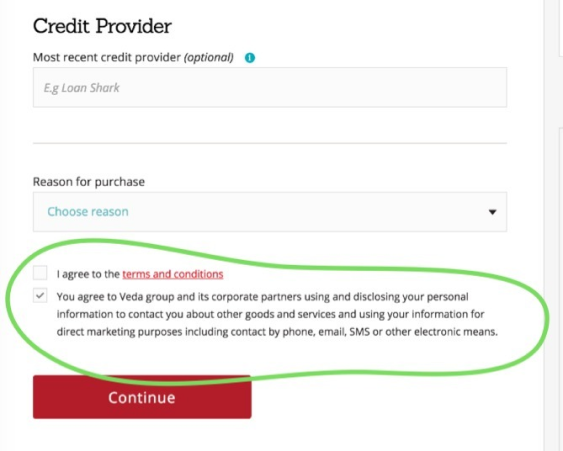 Credit Provider
Most recent credit provider (optional) i
E.g Loan Shark
Reason for purchase
Choose reason
I agree to the terms and conditions
You agree to Veda group and its corporate partners using and disclosing your personal
information to contact you about other goods and services and using your information for
direct marketing purposes including contact by phone, email, SMS or other electronic means.
Continue